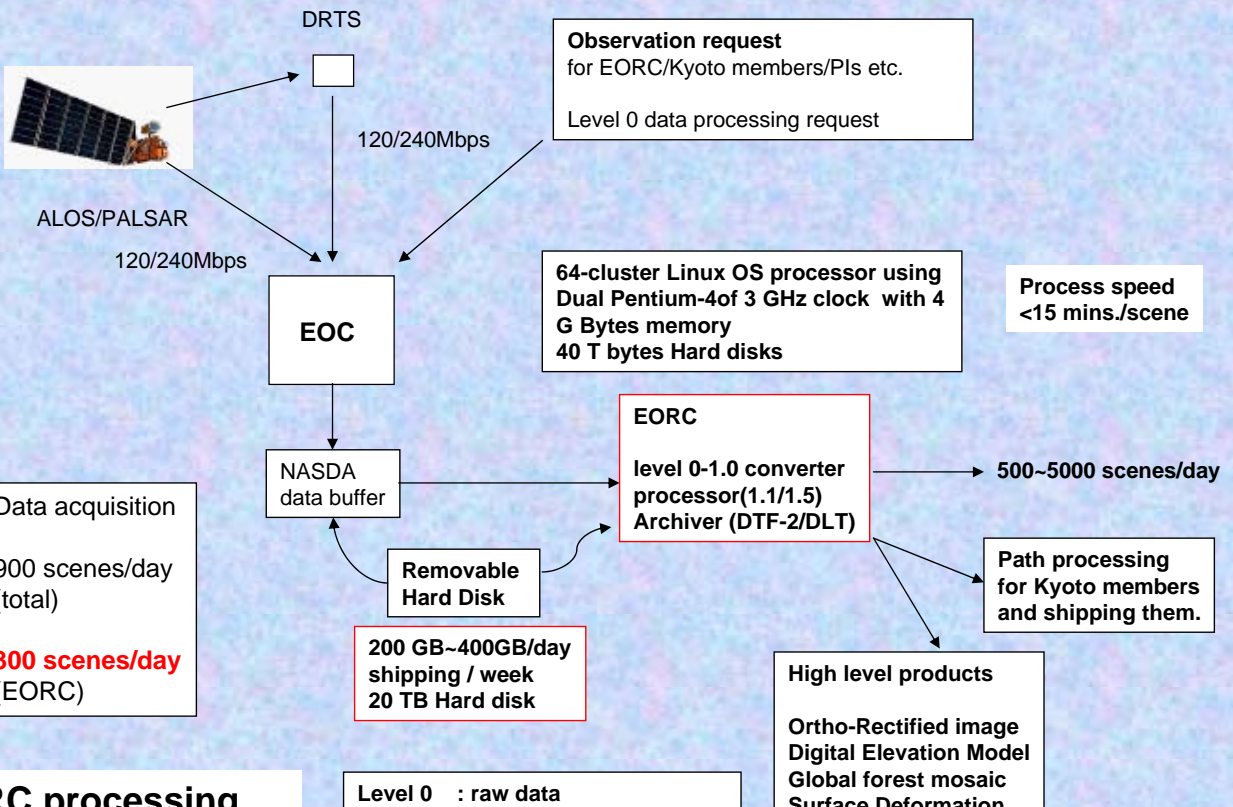 DRTS
Observation request
for EORC/Kyoto members/PIs etc.
Level 0 data processing request
120/240Mbps
ALOS/PALSAR
120/240Mbps
EOC
64-cluster Linux OS processor using
Dual Pentium-4of 3 GHz clock with 4
G Bytes memory
40 T bytes Hard disks
Process speed
<15 mins./scene
NASDA
data buffer
EORC
level 0-1.0 converter
processor(1.1/1.5)
Archiver (DTF-2/DLT)
500~5000 scenes/day
Data acquisition
900 scenes/day
(total)
300 scenes/day
(EORC)
Removable
Hard Disk
200 GB~400GB/day
shipping / week
20 TB Hard disk
Path processing
for Kyoto members
and shipping them.
High level products
Ortho-Rectified image
Digital Elevation Model
Global forest mosaic
Surface Deformation
RC processing
Level 0 : raw data